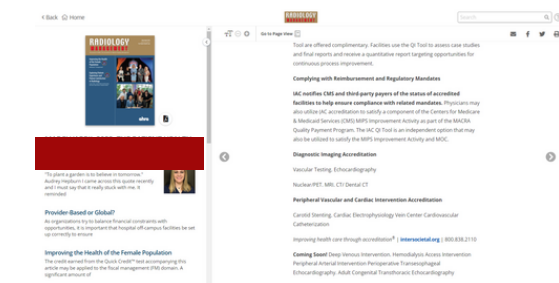 Back Home
RADIOLOGY
MANAGEMENT
Search
Go to Page View
RADIOLOGY
MANAGEMENT
ahra
"To plant a garden is to believe in tomorrow."
Audrey Hepburn I came across this quote recently
and I must say that it really stuck with me. It
reminded
Provider-Based or Global?
As organizations try to balance financial constraints with
opportunities, it is important that hospital off-campus facilities be set
up correctly to ensure
Improving the Health of the Female Population
The credit earned from the Quick Credit™ test accompanying this
article may be applied to the fiscal management (FM) domain. A
significant amount of
Tool are offered complimentary. Facilities use the QI Tool to assess case studies
and final reports and receive a quantitative report targeting opportunities for
continuous process improvement.
Complying with Reimbursement and Regulatory Mandates
IAC notifies CMS and third-party payers of the status of accredited
facilities to help ensure compliance with related mandates. Physicians may
also utilize IAC accreditation to satisfy a component of the Centers for Medicare
& Medicaid Services (CMS) MIPS Improvement Activity as part of the MACRA
Quality Payment Program. The IAC QI Tool is an independent option that may
also be utilized to satisfy the MIPS Improvement Activity and MOC.
Diagnostic Imaging Accreditation
Vascular Testing. Echocardiography
Nuclear/PET. MRI. CT/ Dental CT
Peripheral Vascular and Cardiac Intervention Accreditation
Carotid Stenting. Cardiac Electrophysiology Vein Center Cardiovascular
Catheterization
improving health care through accreditation® | intersocietal.org | 800.838.2110
Coming Soon! Deep Venous Intervention. Hemodialysis Access Intervention
Peripheral Arterial Intervention Perioperative Transesophageal
Echocardiography. Adult Congenital Transthoracic Echocardiography